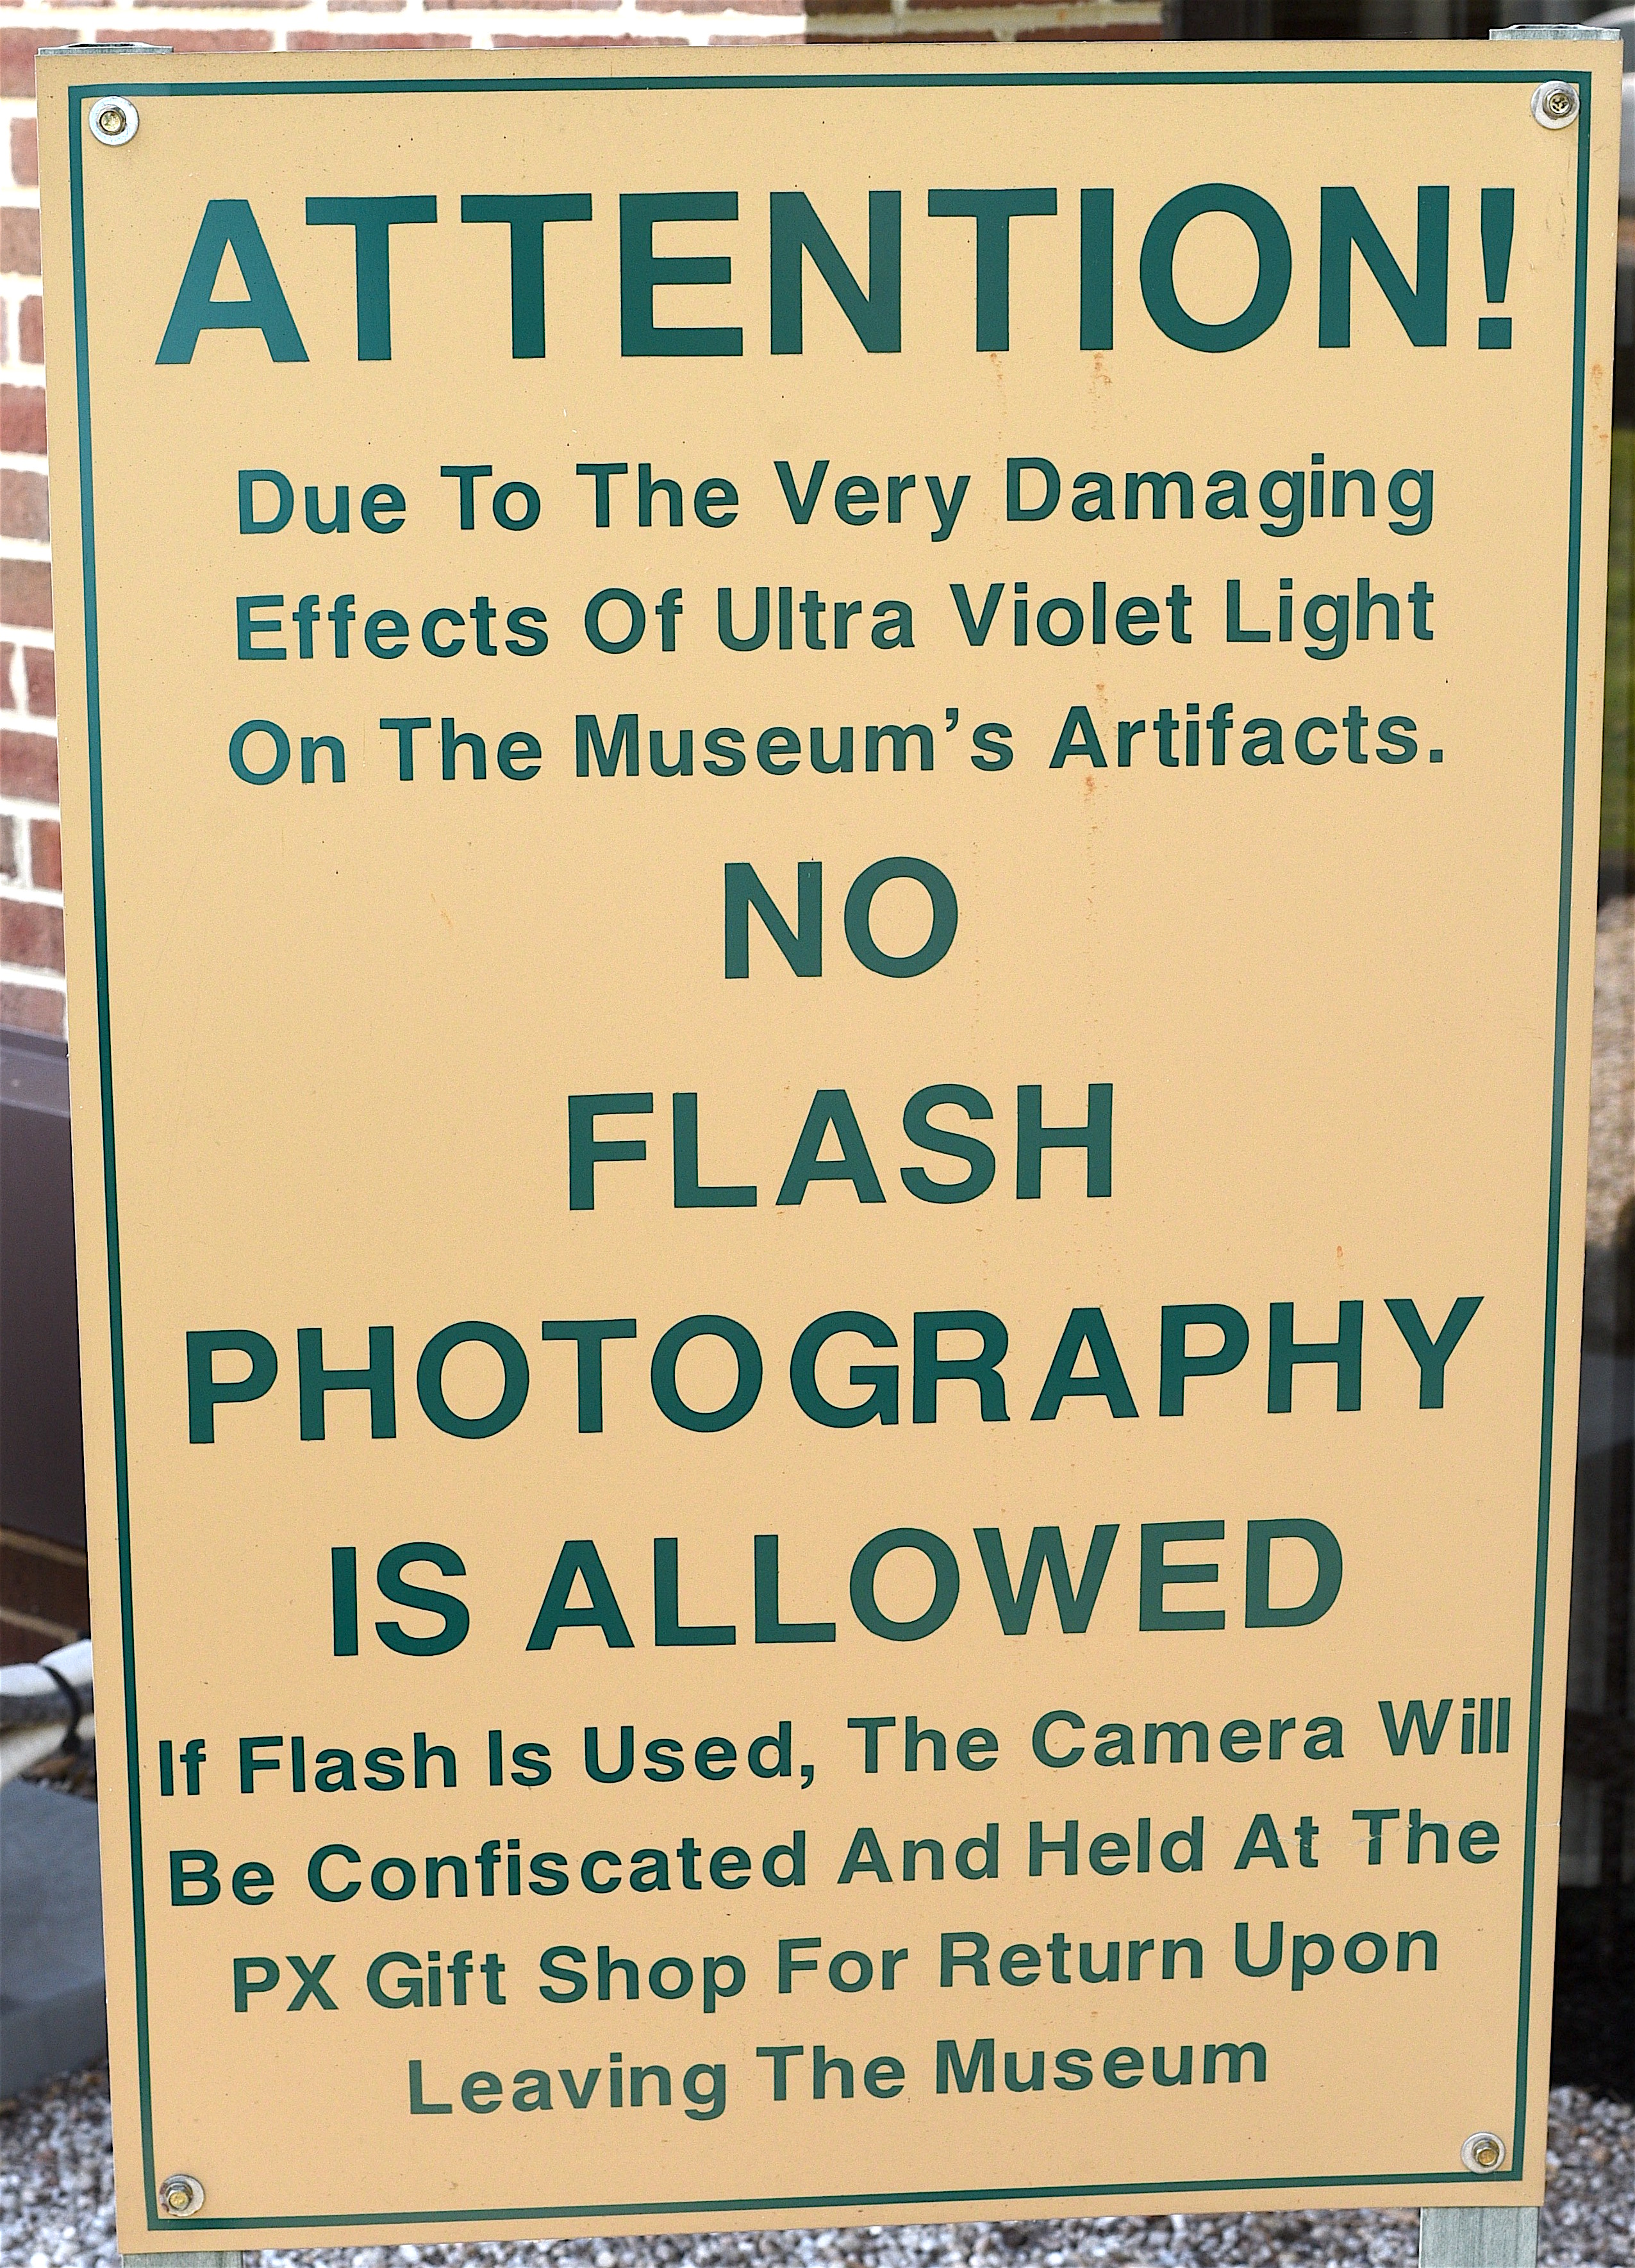 ATTENTION!
Due To The Very Damaging
Effects Of Ultra Violet Light
On The Museum’s Artifacts.
NO
FLASH
PHOTOGRAPHY
IS ALLOWED
If Flash Is Used, The Camera Will
Be Confiscated And Held At The
PX Gift Shop For Return Upon
Leaving The Museum